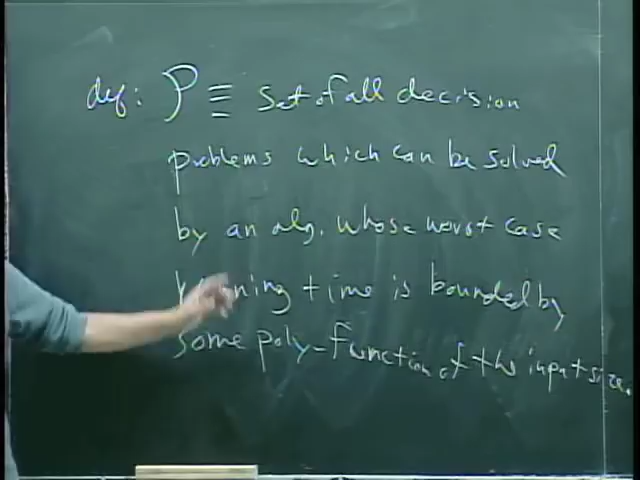 def: P ≡ set of all decision
problems which can be solved
by an alg. whose worst case
running time is bounded by
some poly-function of the input size.